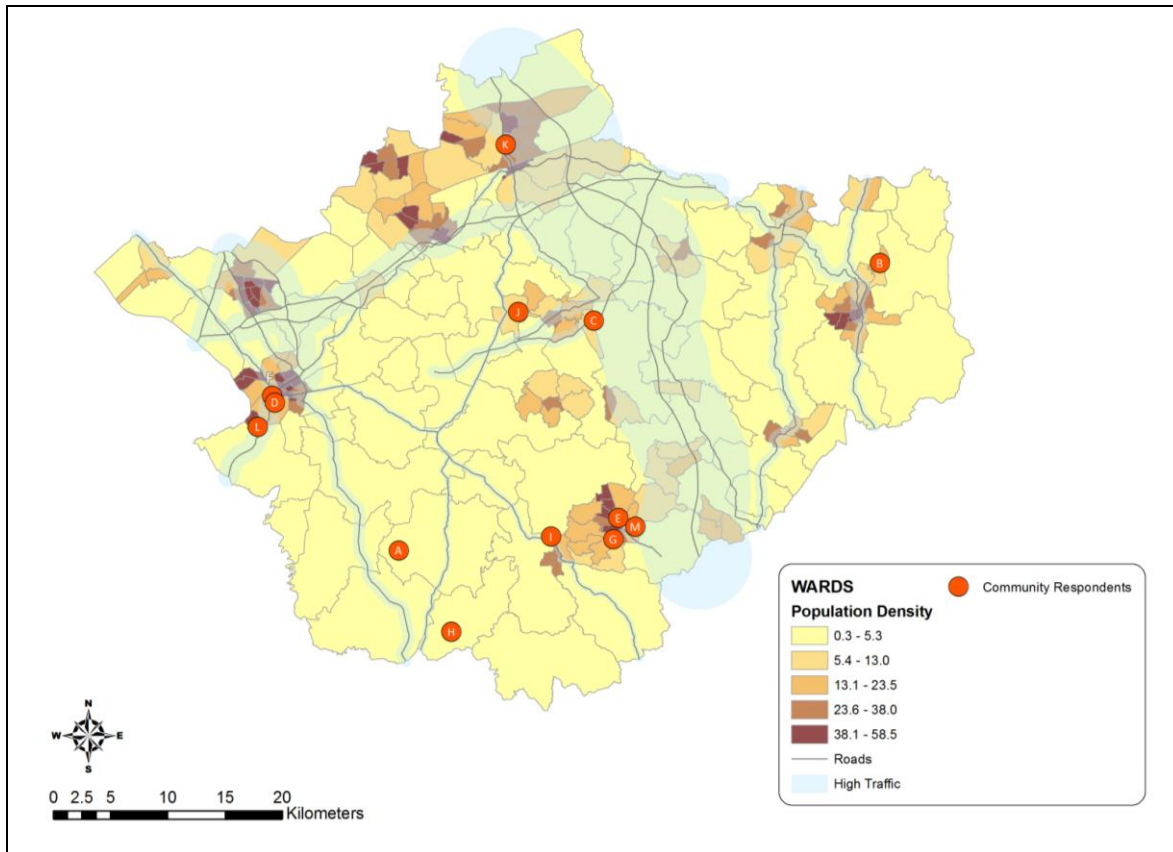 K
B
J
C
F
D
L
E
M
I
G
A
H
WARDS
Population Density
0.3 - 5.3
5.4 - 13.0
13.1 - 23.5
23.6 - 38.0
38.1 - 58.5
Roads
High Traffic
Community Respondents
N
W E
S
0 2.5 5 10 15 20
Kilometers